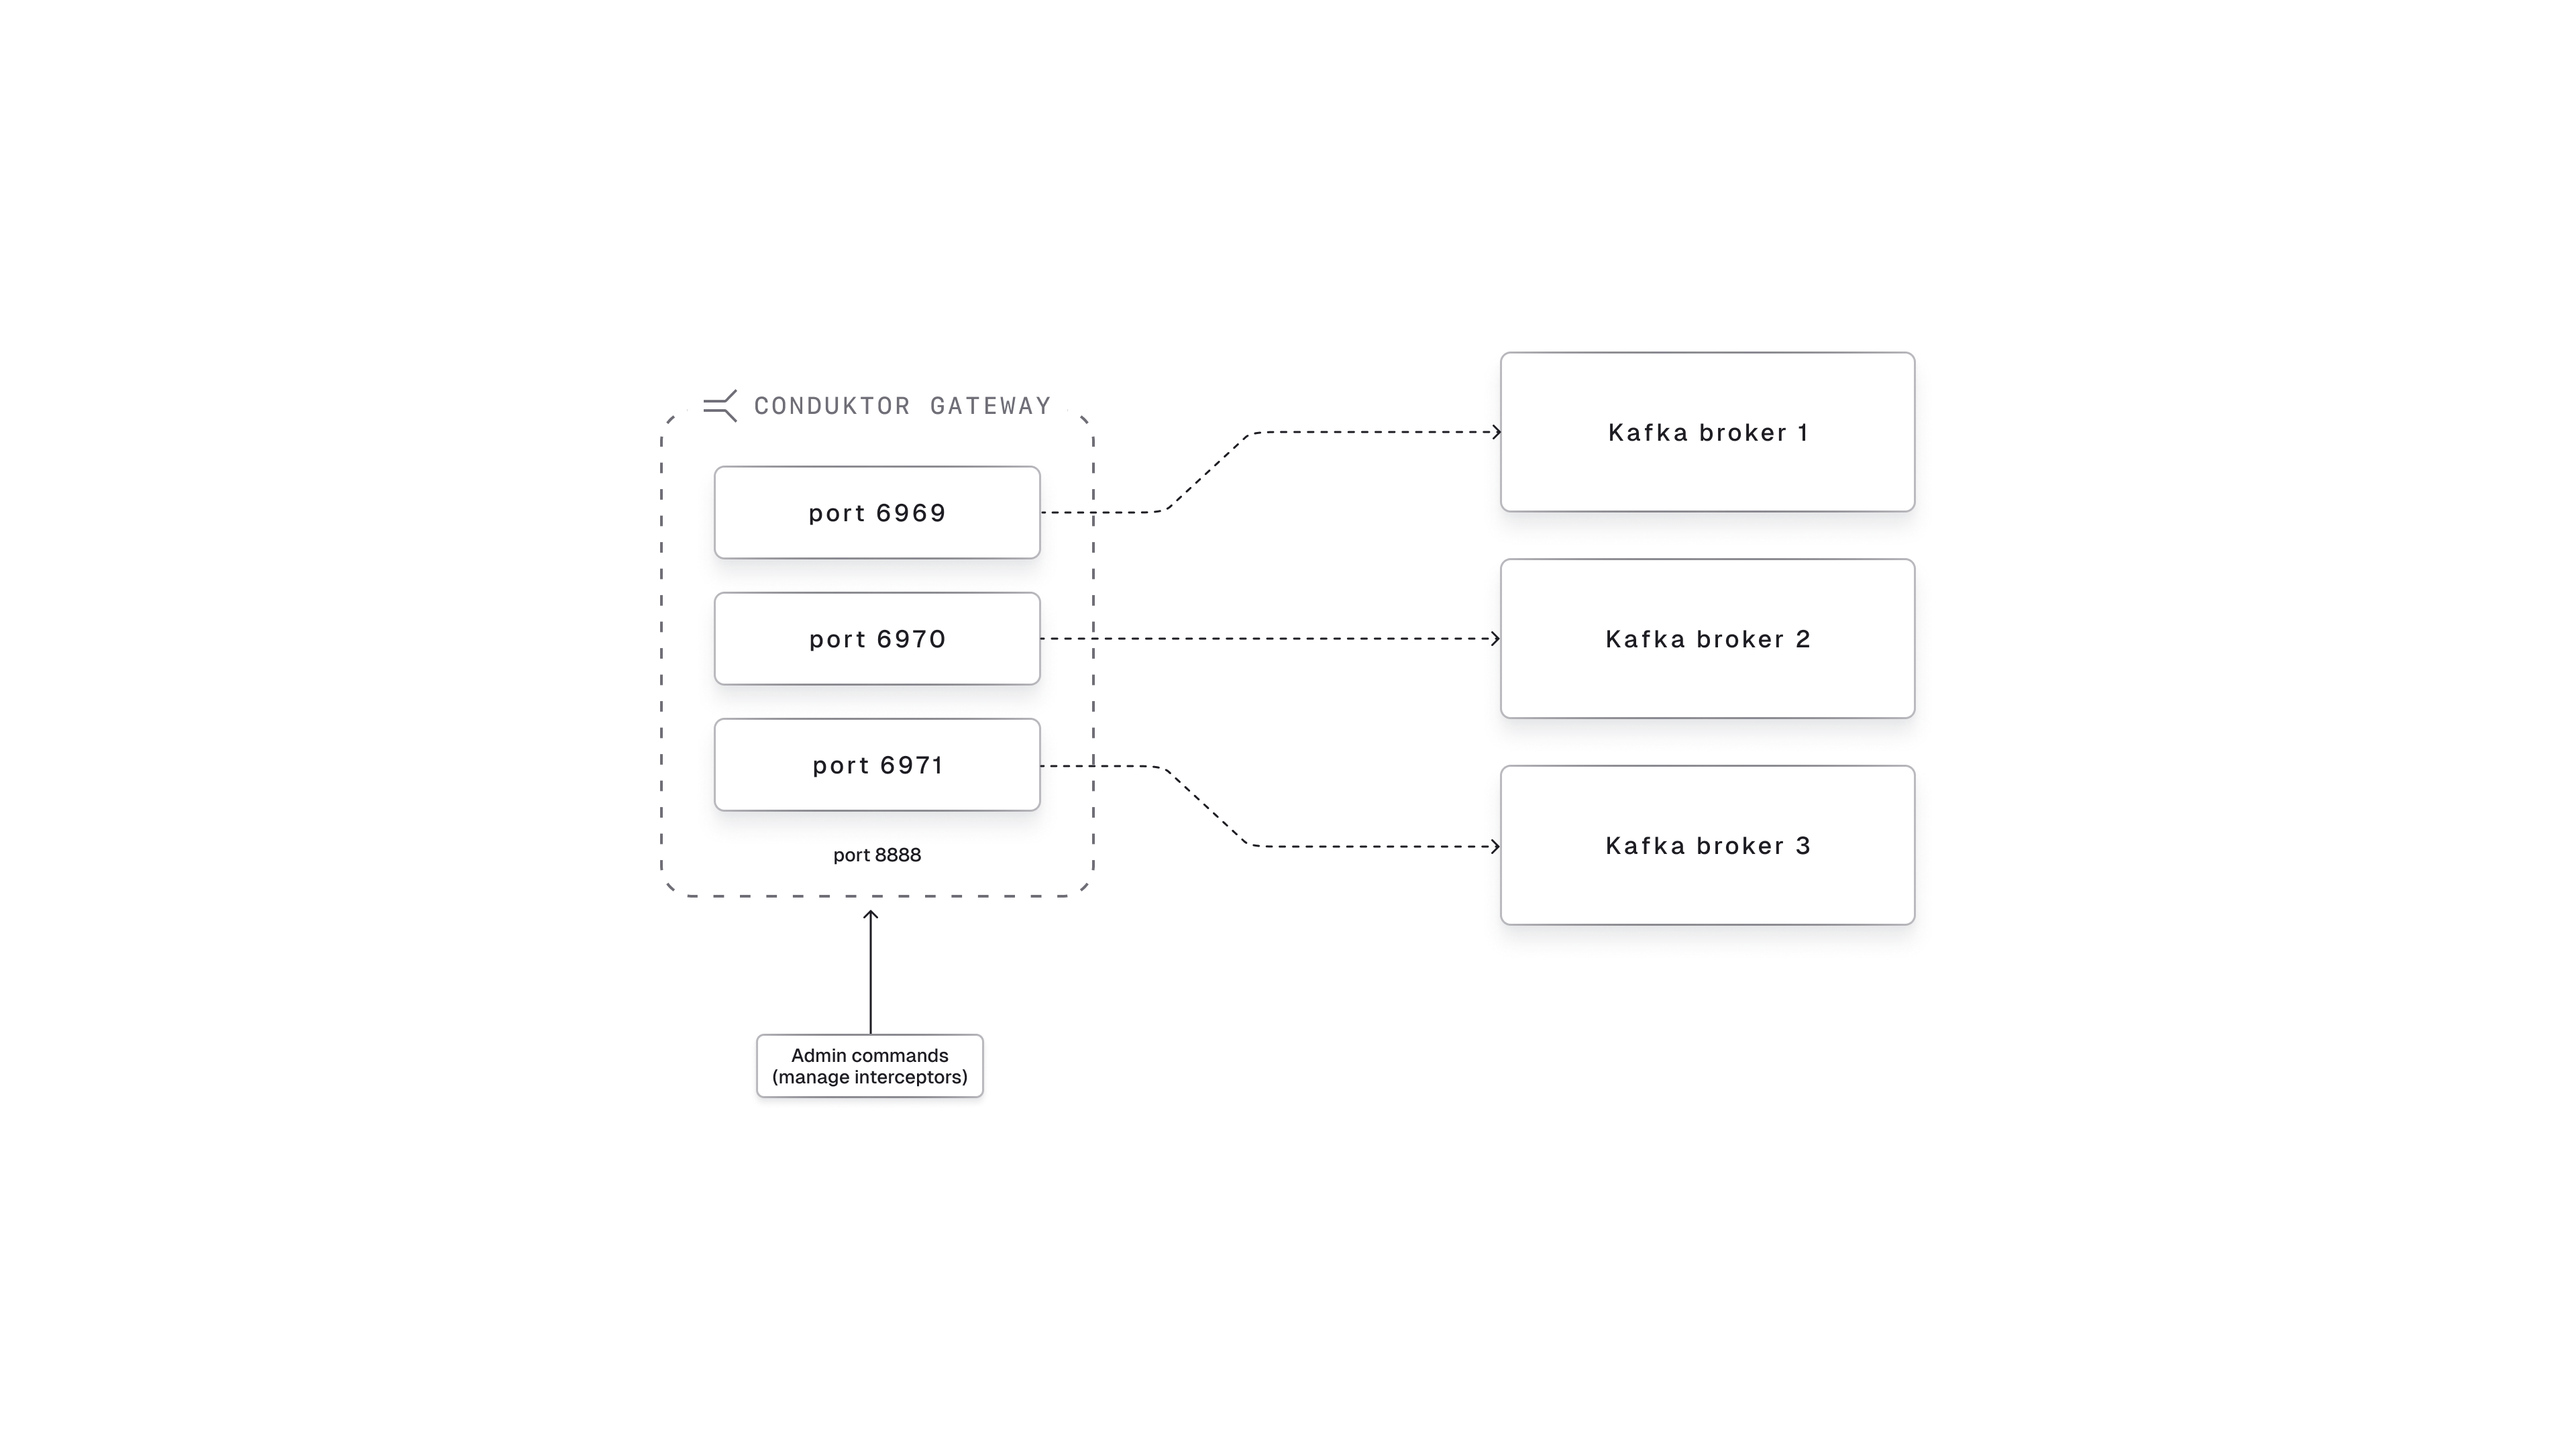 CONDUKTOR GATEWAY
port 6969
port 6970
port 6971
port 8888
Admin commands
(manage interceptors)
Kafka broker 1
Kafka broker 2
Kafka broker 3